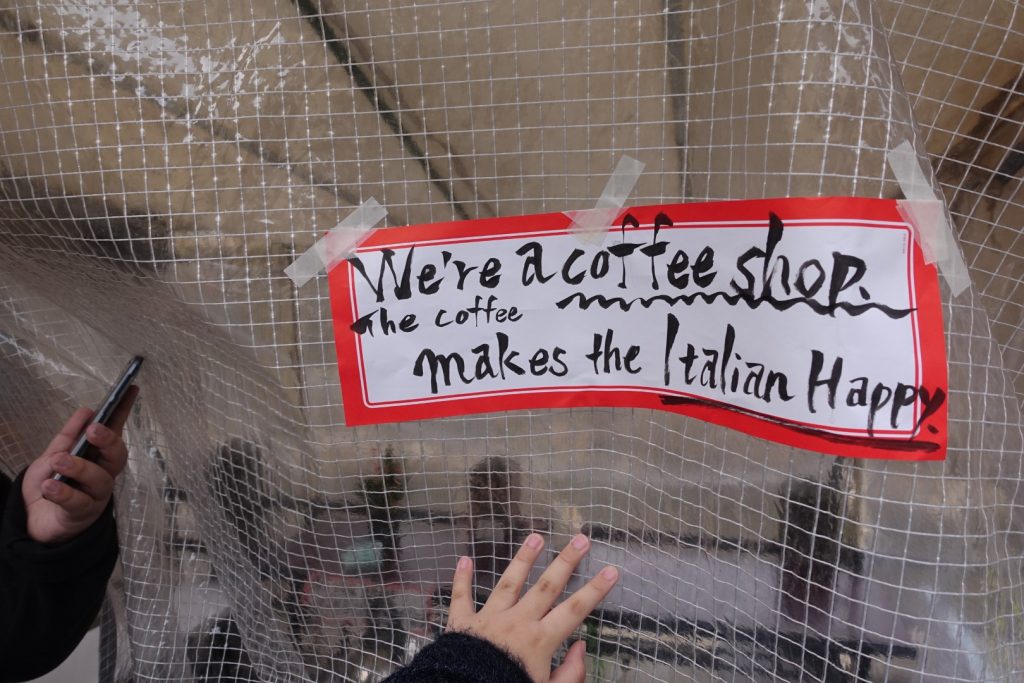 We're a coffee shop.
The coffee
makes the Italian Happy.